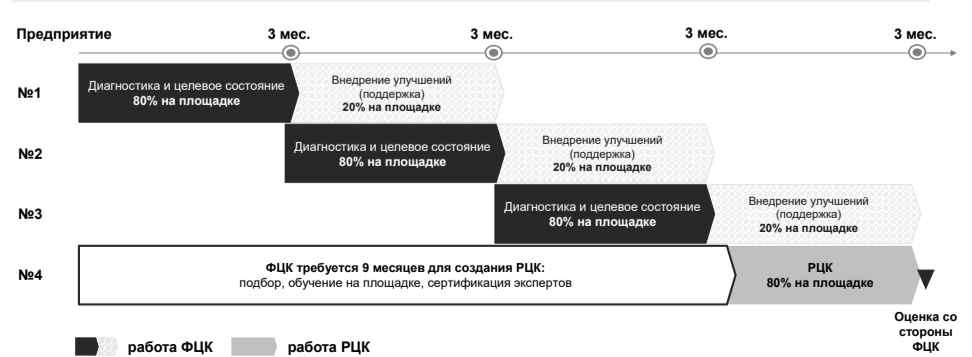 Предприятие 3 мес. 3 мес. 3 мес. 3 мес.
№1
Диагностика и целевое состояние
80% на площадке
Внедрение улучшений
(поддержка)
20% на площадке
№2
Диагностика и целевое состояние
80% на площадке
Внедрение улучшений
(поддержка)
20% на площадке
№3
Диагностика и целевое состояние
80% на площадке
Внедрение улучшений
(поддержка)
20% на площадке
№4
ФЦК требуется 9 месяцев для создания РЦК:
подбор, обучение на площадке, сертификация экспертов
РЦК
80% на площадке
Оценка со
стороны
ФЦК
работа ФЦК
работа РЦК